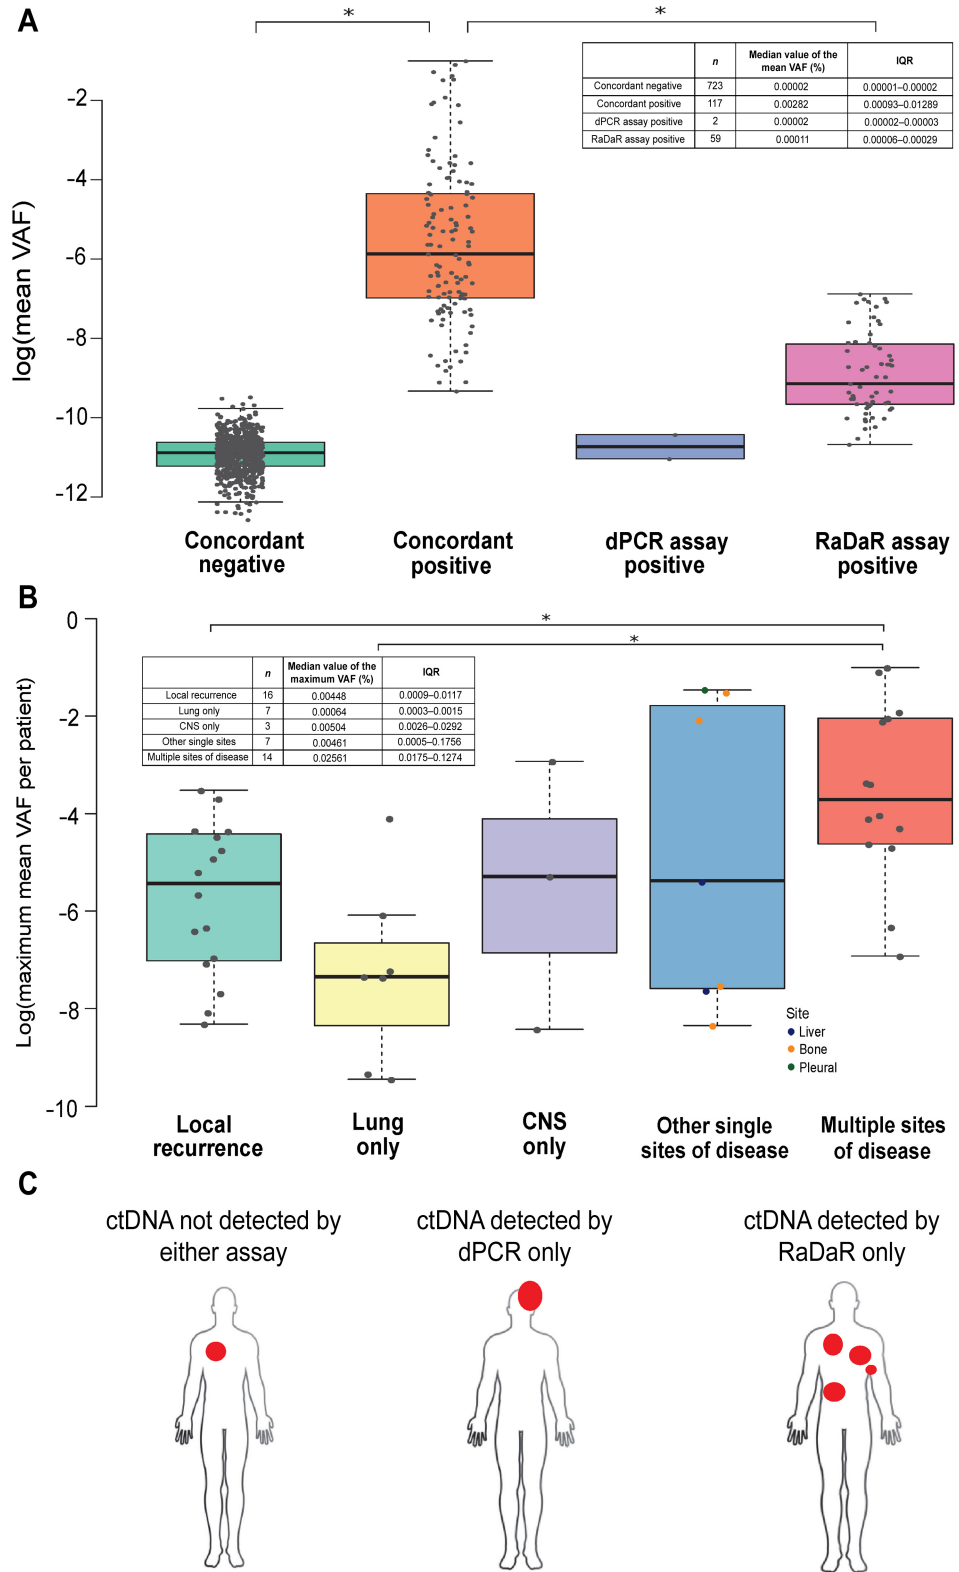 A
*
*
n
Median value of the
mean VAF (%)
IQR
Concordant negative 723 0.00002 0.00001–0.00002
Concordant positive 117 0.00282 0.00093–0.01289
dPCR assay positive 2 0.00002 0.00002–0.00003
RaDaR assay positive 59 0.00011 0.00006–0.00029
log(mean VAF)
-2
-4
-6
-8
-10
-12
Concordant
negative
Concordant
positive
dPCR assay
positive
RaDaR assay
positive
B
*
*
n
Median value of the
maximum VAF (%)
IQR
Local recurrence 16 0.00448 0.0009–0.0117
Lung only 7 0.00064 0.0003–0.0015
CNS only 3 0.00504 0.0026–0.0292
Other single sites 7 0.00461 0.0005–0.1756
Multiple sites of disease 14 0.02561 0.0175–0.1274
Log(maximum mean VAF per patient)
0
-2
-4
-6
-8
-10
Site
Liver
Bone
Pleural
Local
recurrence
Lung
only
CNS
only
Other single
sites of disease
Multiple sites
of disease
C
ctDNA not detected by
either assay
ctDNA detected by
dPCR only
ctDNA detected by
RaDaR only